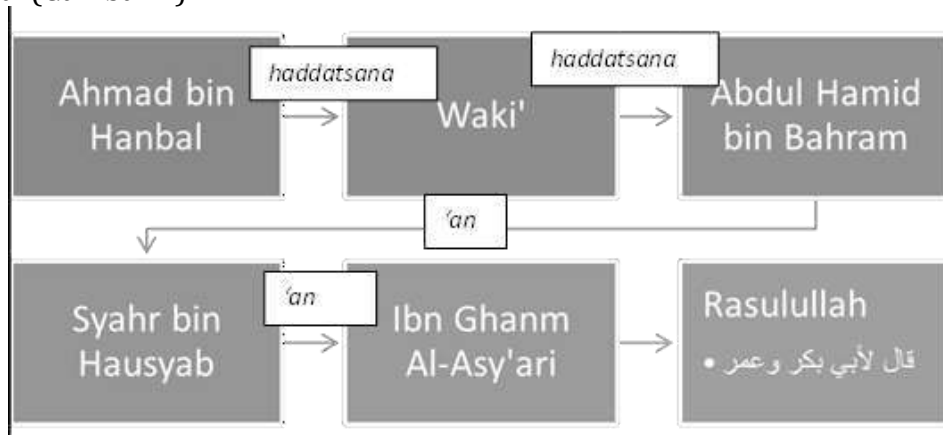 haddatsana
haddatsana
Ahmad bin
Hanbal
Waki'
Abdul Hamid
bin Bahram
'an
'an
Syahr bin
Hausyab
Ibn Ghanm
Al-Asy'ari
Rasulullah
• قال لأبي بكر وعمر